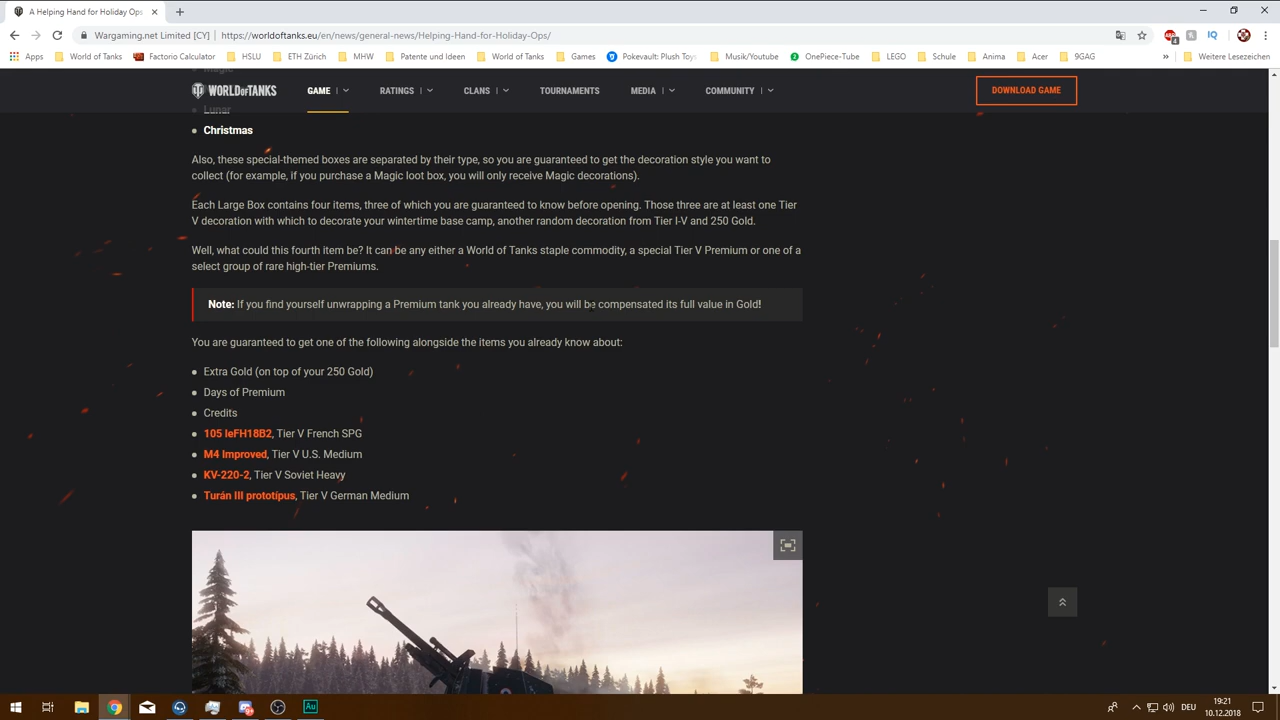 A Helping Hand for Holiday Ops
Wargaming.net Limited [CY] | https://worldoftanks.eu/en/news/general-news/Helping-Hand-for-Holiday-Ops/
Apps World of Tanks Factorio Calculator HSLU ETH Zürich MHW Patente und Ideen World of Tanks Games Pokevault: Plush Toys Musik/Youtube OnePiece-Tube LEGO Schule Anima Acer 9GAG » Weitere Lesezeichen
Magic
WORLD OF TANKS GAME RATINGS CLANS TOURNAMENTS MEDIA COMMUNITY DOWNLOAD GAME
Lunar
Christmas
Also, these special-themed boxes are separated by their type, so you are guaranteed to get the decoration style you want to
collect (for example, if you purchase a Magic loot box, you will only receive Magic decorations).
Each Large Box contains four items, three of which you are guaranteed to know before opening. Those three are at least one Tier
V decoration with which to decorate your wintertime base camp, another random decoration from Tier I-V and 250 Gold.
Well, what could this fourth item be? It can be any either a World of Tanks staple commodity, a special Tier V Premium or one of a
select group of rare high-tier Premiums.
Note: If you find yourself unwrapping a Premium tank you already have, you will be compensated its full value in Gold!
You are guaranteed to get one of the following alongside the items you already know about:
Extra Gold (on top of your 250 Gold)
Days of Premium
Credits
105 leFH18B2, Tier V French SPG
M4 Improved, Tier V U.S. Medium
KV-220-2, Tier V Soviet Heavy
Turán III prototípus, Tier V German Medium
Au DEU 19:21
10.12.2018